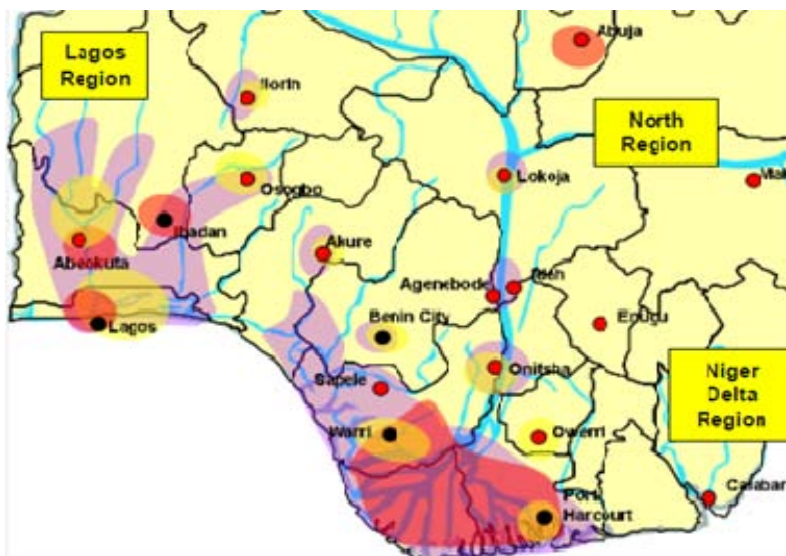 Lagos
Region
Abuja
Ilorin
North
Region
Lokoja
Osogbo
Ibadan
Akure
Abeokuta
Agenebode
Idah
Lagos
Benin City
Enugu
Onitsha
Niger
Delta
Region
Sapele
Warri
Owerri
Port
Harcourt
Calabar